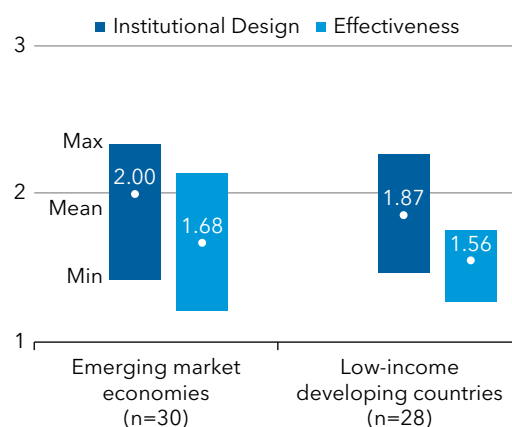 Institutional Design Effectiveness
3
Max
2.00
1.87
2
Mean
1.68
1.56
Min
1
Emerging market
economies
(n=30)
Low-income
developing countries
(n=28)